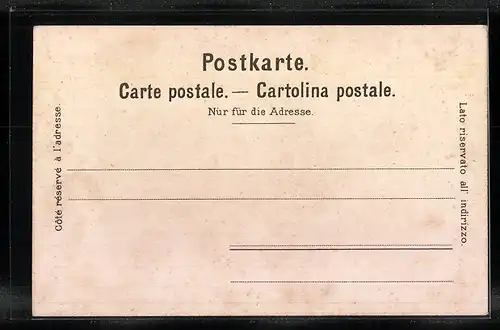 Postkarte.
Carte postale. — Cartolina postale.
Nur für die Adresse.
Côté réservé à l'adresse.
Lato riservato all' indirizzo.